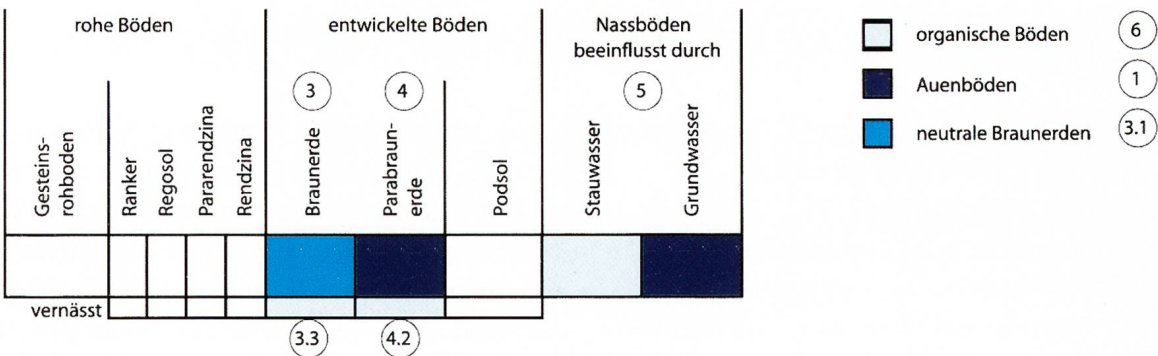 rohe Böden
entwickelte Böden
Nassböden
beeinflusst durch
3
4
5
Gesteins-
rohboden
Ranker
Regosol
Pararendzina
Rendzina
Braunerde
Parabraun-
erde
Podsol
Stauwasser
Grundwasser
vernässt
3.3
4.2
organische Böden
6
Auenböden
1
neutrale Braunerden
3.1